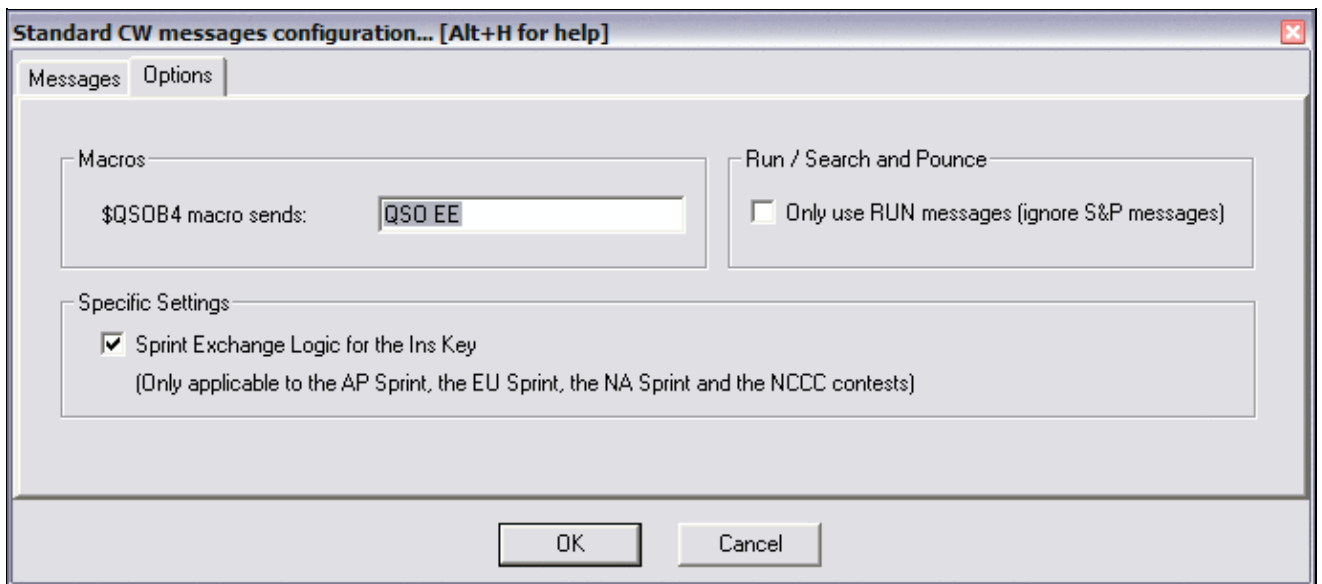 Standard CW messages configuration... [Alt+H for help]
Messages Options
Macros
$QSOB4 macro sends: QSO EE
Run / Search and Pounce
Only use RUN messages (ignore S&P messages)
Specific Settings
Sprint Exchange Logic for the Ins Key
(Only applicable to the AP Sprint, the EU Sprint, the NA Sprint and the NCCC contests)
OK Cancel